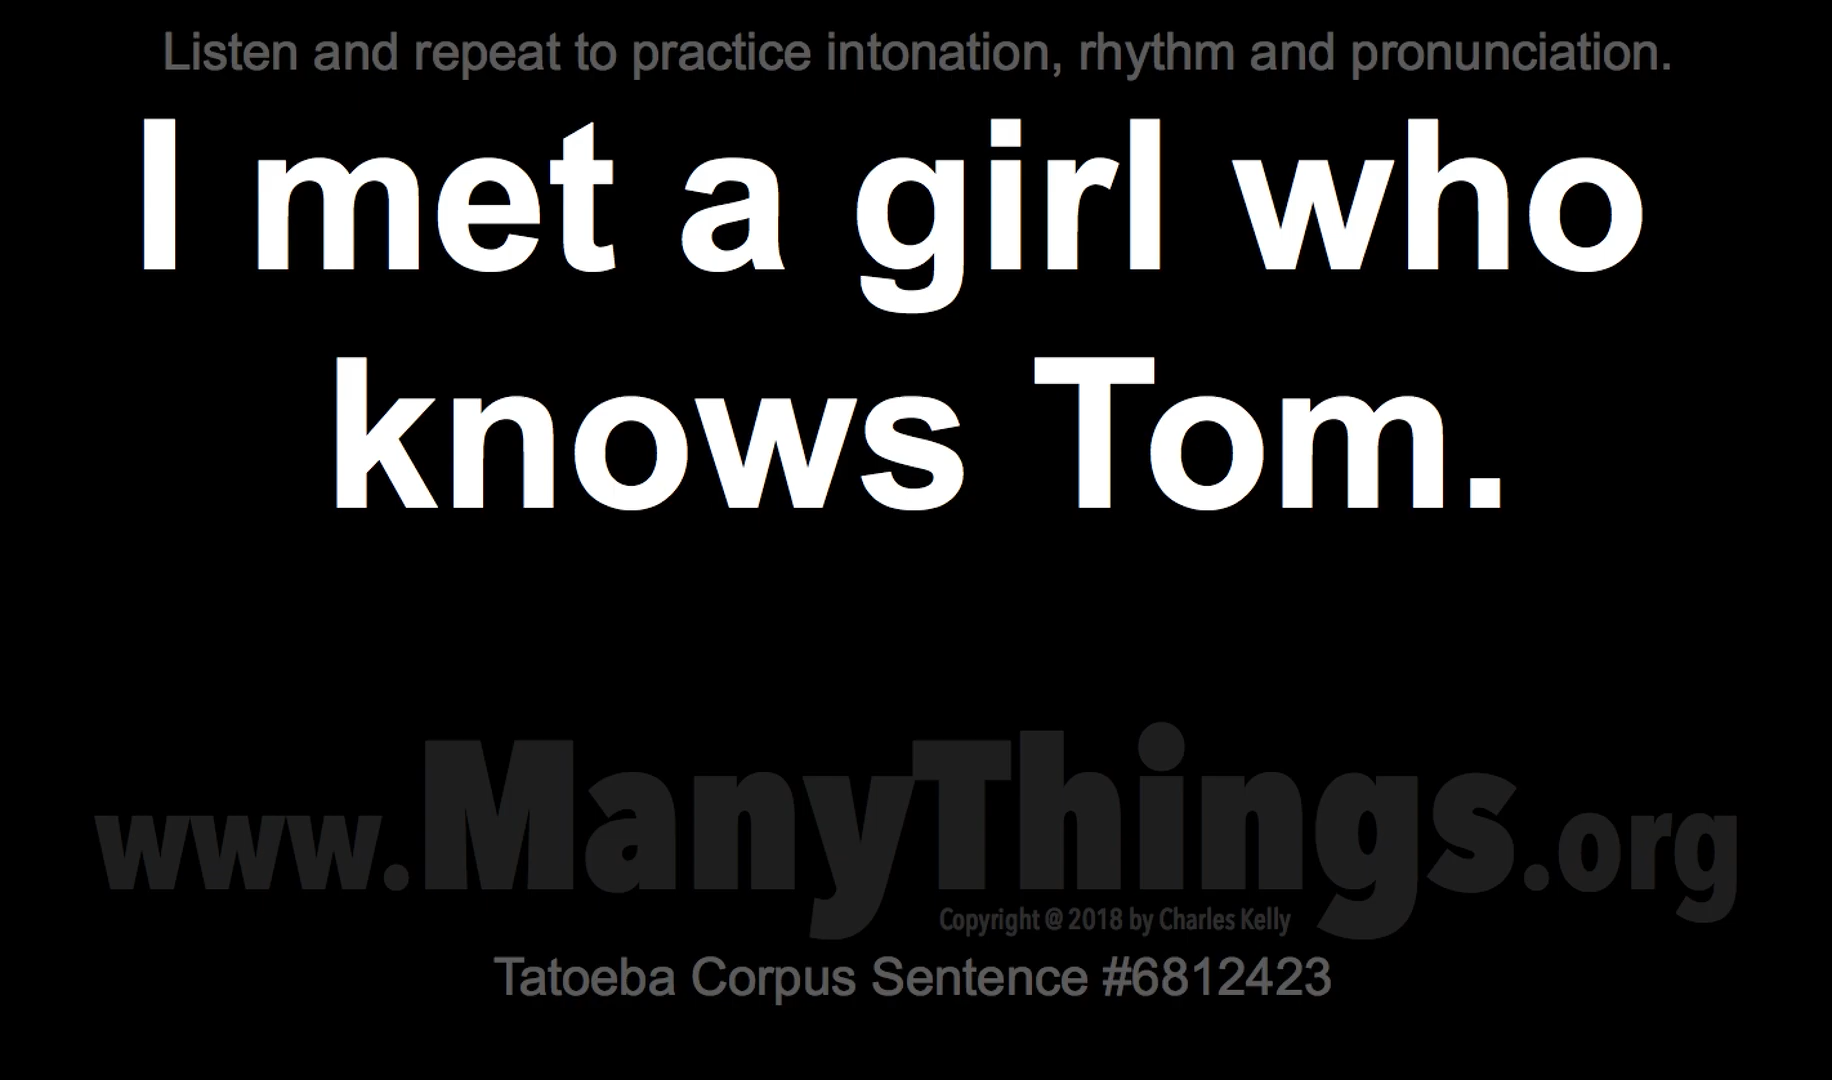 Listen and repeat to practice intonation, rhythm and pronunciation.
I met a girl who
knows Tom.
www.ManyThings.org
Copyright @ 2018 by Charles Kelly
Tatoeba Corpus Sentence #6812423